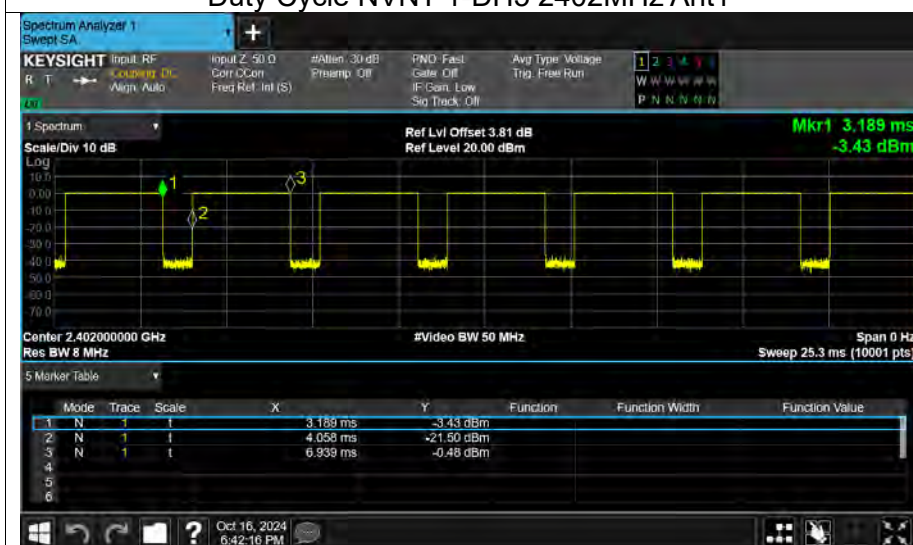 Duty Cycle NVNT 1-DH5 2402MHz Ant1
Spectrum Analyzer 1
Swept SA
+
KEYSIGHT Input: RF Input Z: 50 Ω #Atten: 30 dB PNO: Fast Avg Type: Voltage 1 2 3 4 5 6
R T Coupling: DC Corr CCorr Preamp: Off Gate: Off Trig: Free Run W W W W W W
Align: Auto Freq Ref: Int (S) IF Gain: Low
Sig Track: Off P N N N N N
1 Spectrum Ref Lvl Offset 3.81 dB Mkr1 3.189 ms
Scale/Div 10 dB Ref Level 20.00 dBm -3.43 dBm
Log
10.0
0.00
-10.0
-20.0
-30.0
-40.0
-50.0
-60.0
-70.0
1
2
3
Center 2.402000000 GHz #Video BW 50 MHz Span 0 Hz
Res BW 8 MHz Sweep 25.3 ms (10001 pts)
5 Marker Table
Mode Trace Scale X Y Function Function Width Function Value
1 N 1 t 3.189 ms -3.43 dBm
2 N 1 t 4.058 ms -21.50 dBm
3 N 1 t 6.939 ms -0.48 dBm
4
5
6
? Oct 16, 2024
6:42:16 PM